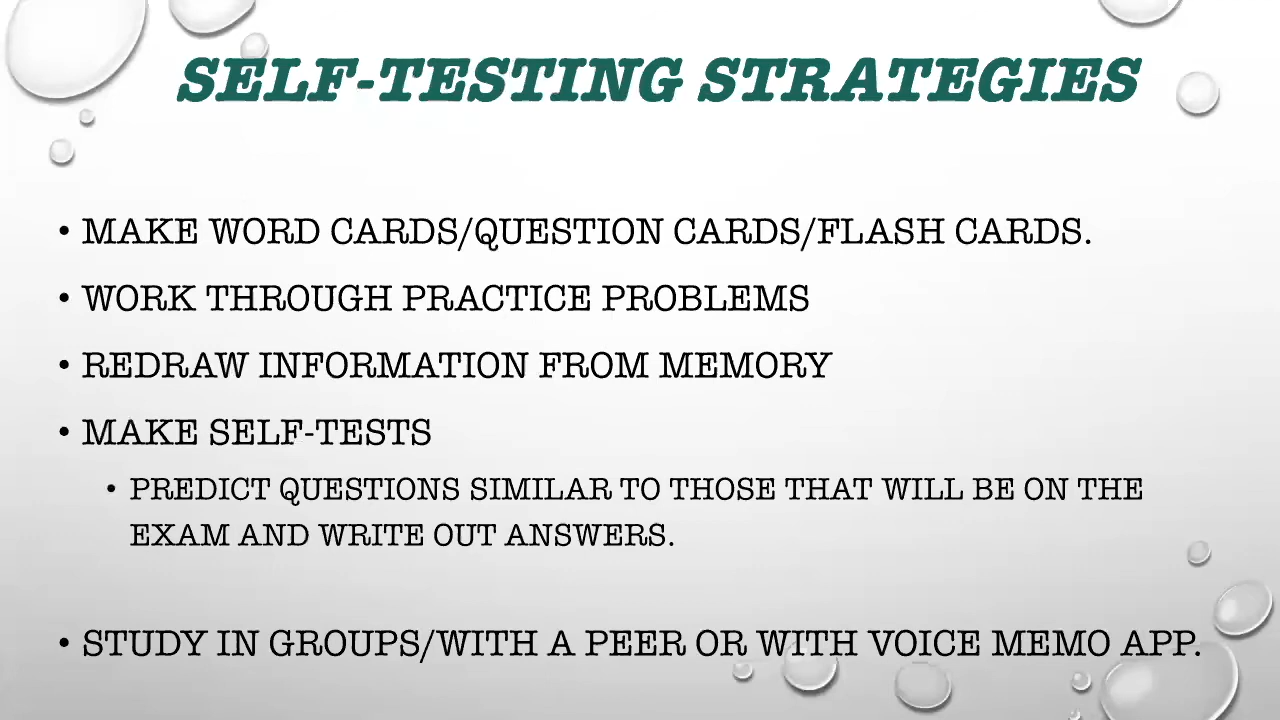 SELF-TESTING STRATEGIES
• MAKE WORD CARDS/QUESTION CARDS/FLASH CARDS.
• WORK THROUGH PRACTICE PROBLEMS
• REDRAW INFORMATION FROM MEMORY
• MAKE SELF-TESTS
• PREDICT QUESTIONS SIMILAR TO THOSE THAT WILL BE ON THE
EXAM AND WRITE OUT ANSWERS.
• STUDY IN GROUPS/WITH A PEER OR WITH VOICE MEMO APP.